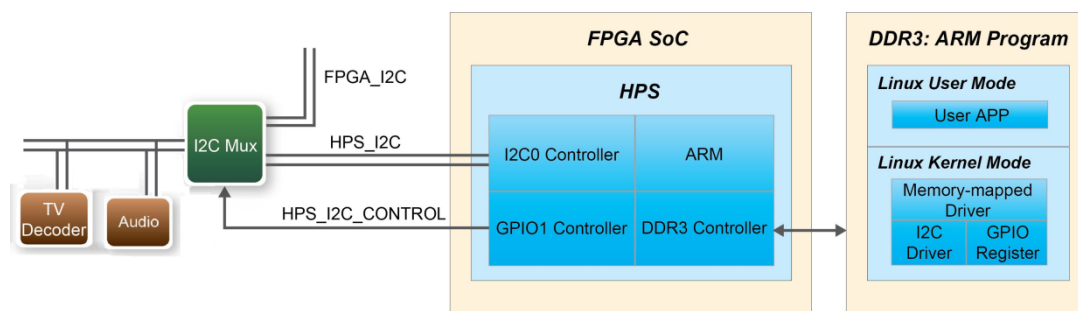 FPGA SoC
DDR3: ARM Program
FPGA_I2C
HPS
Linux User Mode
User APP
I2C Mux
HPS_I2C
I2C0 Controller
ARM
Linux Kernel Mode
Memory-mapped
Driver
TV
Decoder
Audio
HPS_I2C_CONTROL
GPIO1 Controller
DDR3 Controller
I2C
Driver
GPIO
Register